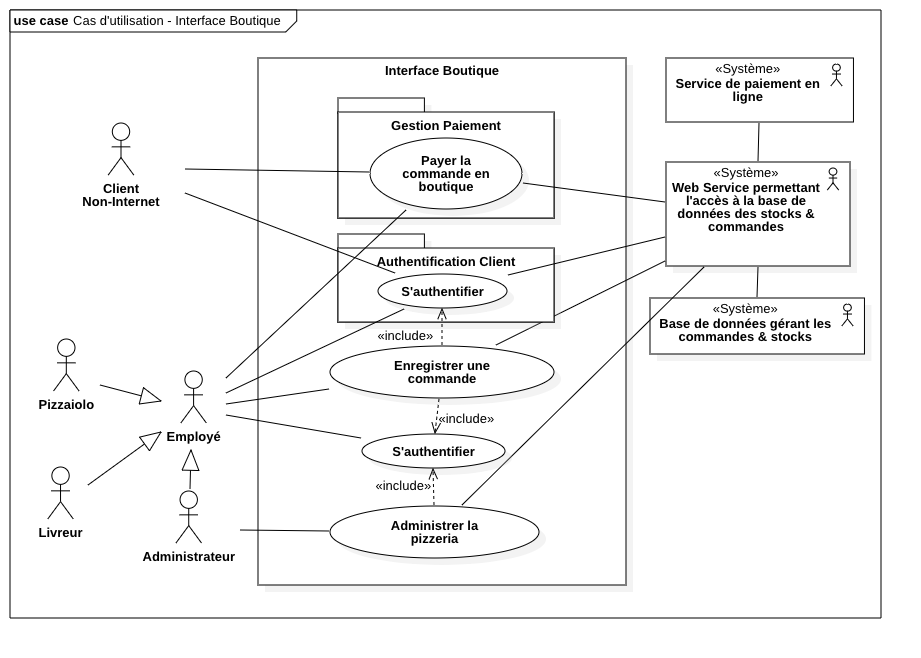 use case Cas d'utilisation - Interface Boutique
Interface Boutique
«Système»
Service de paiement en
ligne
Gestion Paiement
Payer la
commande en
boutique
Client
Non-Internet
«Système»
Web Service permettant
l'accès à la base de
données des stocks &
commandes
Authentification Client
S'authentifier
«Système»
Base de données gérant les
commandes & stocks
«include»
Enregistrer une
commande
Pizzaiolo
Employé
«include»
S'authentifier
«include»
Livreur
Administrer la
pizzeria
Administrateur